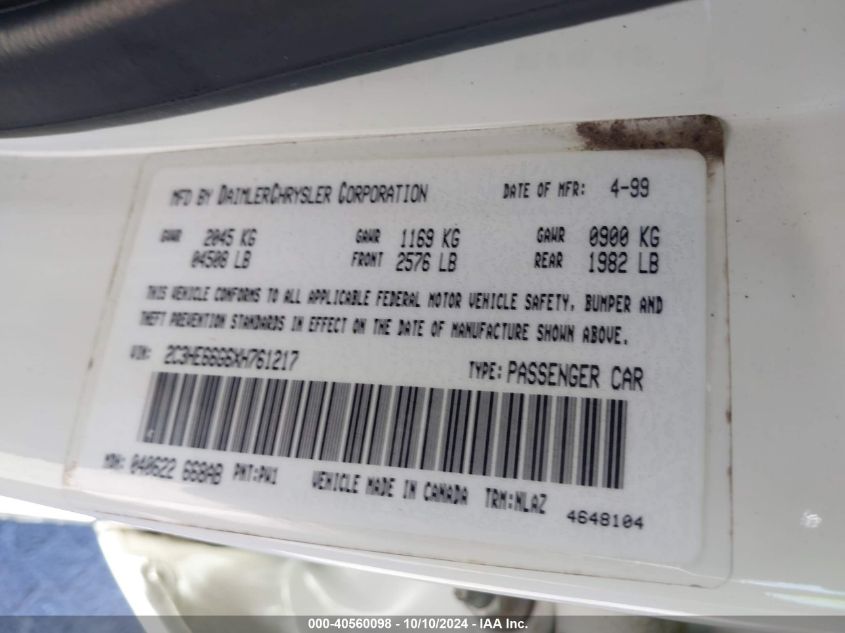 MFD BY DAIMLERCHRYSLER CORPORATION DATE OF MFR: 4-99
GVWR 2045 KG GAWR 1169 KG GAWR 0900 KG
04508 LB FRONT 2576 LB REAR 1982 LB
THIS VEHICLE CONFORMS TO ALL APPLICABLE FEDERAL MOTOR VEHICLE SAFETY, BUMPER AND
THEFT PREVENTION STANDARDS IN EFFECT ON THE DATE OF MANUFACTURE SHOWN ABOVE.
VIN: 2C3HE66G6XH761217 TYPE: PASSENGER CAR
MDH: 040622 668AB PNT:PW1 VEHICLE MADE IN CANADA TRM:NLAZ 4648104
000-40560098 - 10/10/2024 - IAA Inc.